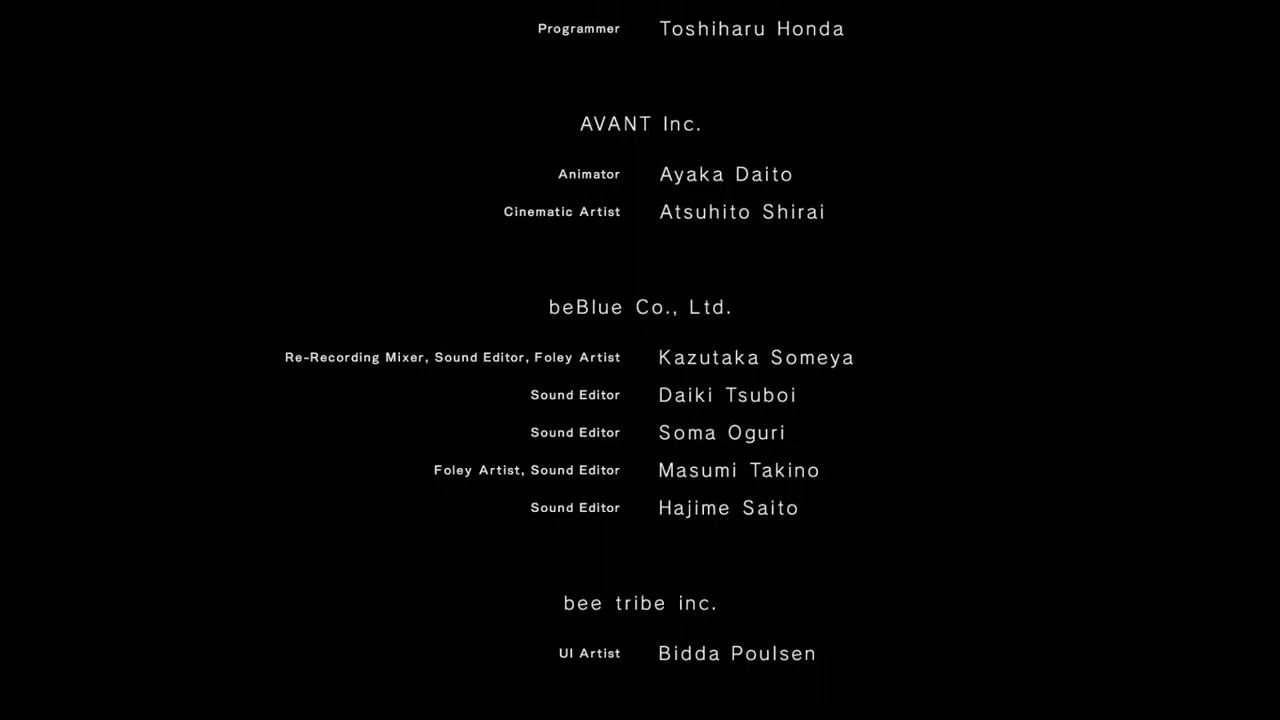 Programmer Toshiharu Honda
AVANT Inc.
Animator Ayaka Daito
Cinematic Artist Atsuhito Shirai
beBlue Co., Ltd.
Re-Recording Mixer, Sound Editor, Foley Artist Kazutaka Someya
Sound Editor Daiki Tsuboi
Sound Editor Soma Oguri
Foley Artist, Sound Editor Masumi Takino
Sound Editor Hajime Saito
bee tribe inc.
UI Artist Bidda Poulsen